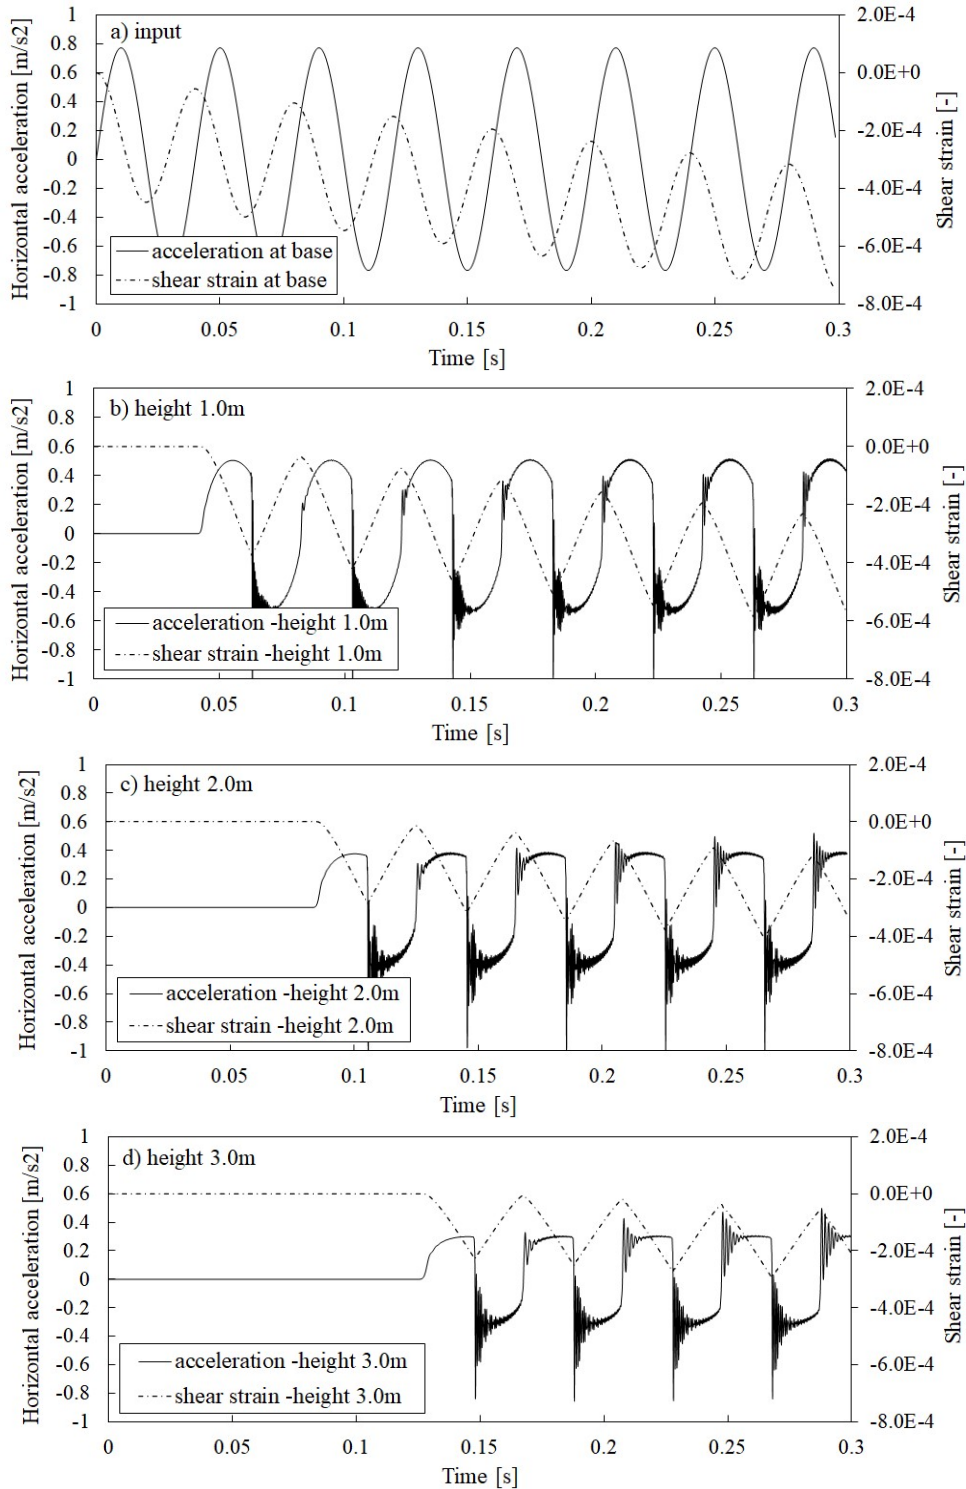 a) input
Horizontal acceleration [m/s2]
1
0.8
0.6
0.4
0.2
0
-0.2
-0.4
-0.6
-0.8
-1
2.0E-4
0.0E+0
-2.0E-4
-4.0E-4
-6.0E-4
-8.0E-4
Shear strain [-]
acceleration at base
shear strain at base
0 0.05 0.1 0.15 0.2 0.25 0.3
Time [s]
b) height 1.0m
Horizontal acceleration [m/s2]
1
0.8
0.6
0.4
0.2
0
-0.2
-0.4
-0.6
-0.8
-1
2.0E-4
0.0E+0
-2.0E-4
-4.0E-4
-6.0E-4
-8.0E-4
Shear strain [-]
acceleration -height 1.0m
shear strain -height 1.0m
0 0.05 0.1 0.15 0.2 0.25 0.3
Time [s]
c) height 2.0m
Horizontal acceleration [m/s2]
1
0.8
0.6
0.4
0.2
0
-0.2
-0.4
-0.6
-0.8
-1
2.0E-4
0.0E+0
-2.0E-4
-4.0E-4
-6.0E-4
-8.0E-4
Shear strain [-]
acceleration -height 2.0m
shear strain -height 2.0m
0 0.05 0.1 0.15 0.2 0.25 0.3
Time [s]
d) height 3.0m
Horizontal acceleration [m/s2]
1
0.8
0.6
0.4
0.2
0
-0.2
-0.4
-0.6
-0.8
-1
2.0E-4
0.0E+0
-2.0E-4
-4.0E-4
-6.0E-4
-8.0E-4
Shear strain [-]
acceleration -height 3.0m
shear strain -height 3.0m
0 0.05 0.1 0.15 0.2 0.25 0.3
Time [s]